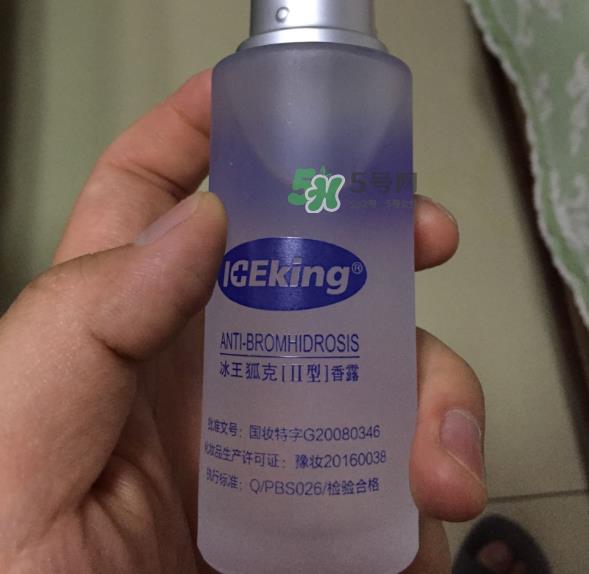 5号网
ICEking®
ANTI-BROMHIDROSIS
冰王狐克[II型]香露
批准文号：国妆特字G20080346
化妆品生产许可证：豫妆20160038
执行标准：Q/PBS026/检验合格